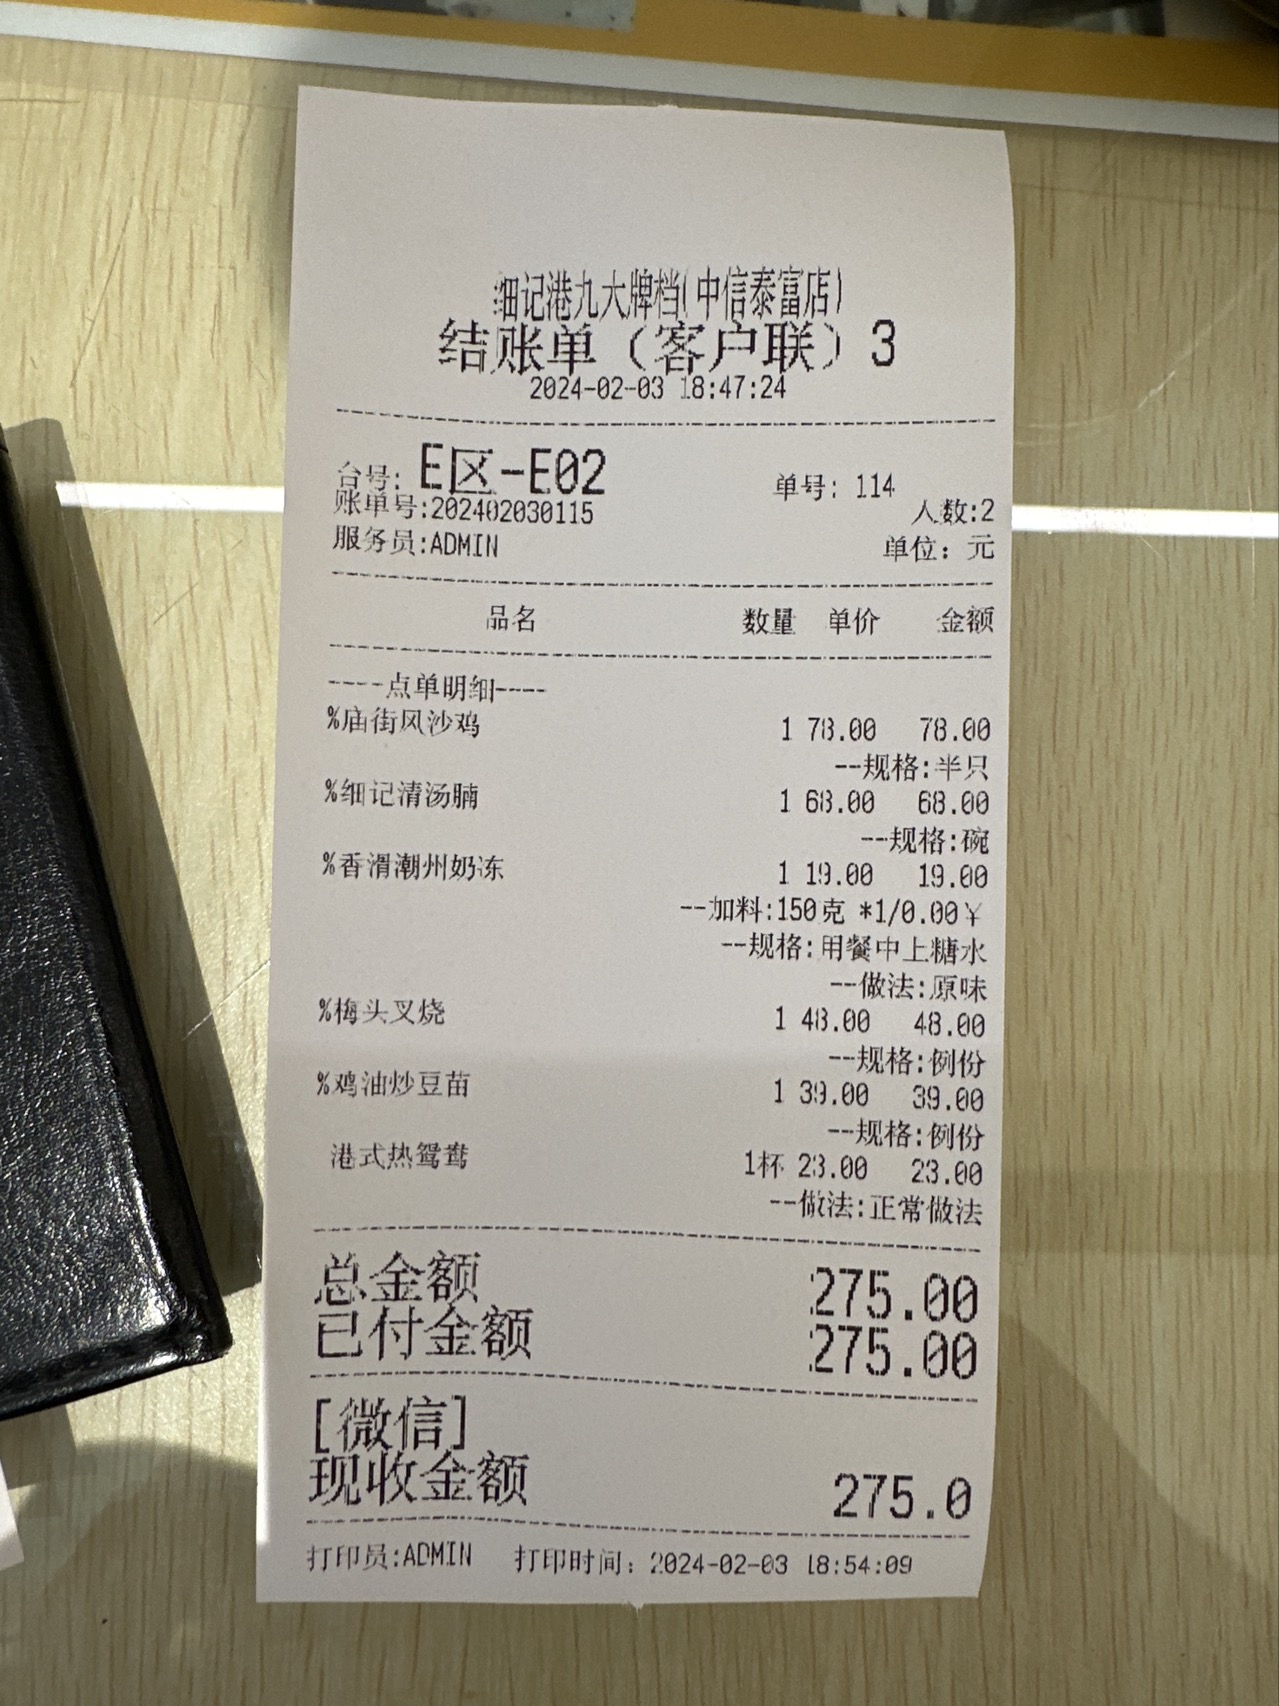 细记港九大牌档(中信泰富店)
结账单（客户联）3
2024-02-03 18:47:24
台号: E区-E02 单号: 114
账单号:202402030115 人数:2
服务员:ADMIN 单位: 元
品名 数量 单价 金额
----点单明细----
%庙街风沙鸡 1 78.00 78.00
--规格:半只
%细记清汤腩 1 68.00 68.00
--规格:碗
%香滑潮州奶冻 1 19.00 19.00
--加料:150克 *1/0.00¥
--规格:用餐中上糖水
--做法:原味
%梅头叉烧 1 48.00 48.00
--规格:例份
%鸡油炒豆苗 1 39.00 39.00
--规格:例份
港式热鸳鸯 1杯 23.00 23.00
--做法:正常做法
总金额 275.00
已付金额 275.00
[微信]
现收金额 275.0
打印员:ADMIN 打印时间: 2024-02-03 18:54:09